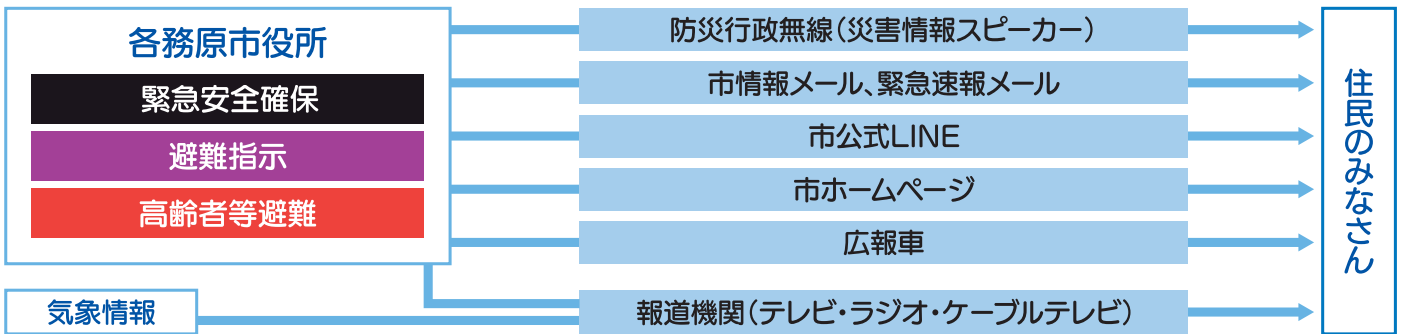 各務原市役所
緊急安全確保
避難指示
高齢者等避難
気象情報
防災行政無線（災害情報スピーカー）
市情報メール、緊急速報メール
市公式LINE
市ホームページ
広報車
報道機関（テレビ・ラジオ・ケーブルテレビ）
住民のみなさん